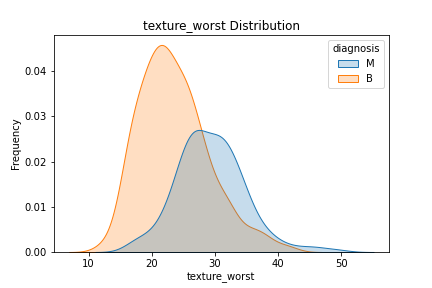 texture_worst Distribution
diagnosis
M
B
Frequency
0.04
0.03
0.02
0.01
0.00
10 20 30 40 50
texture_worst